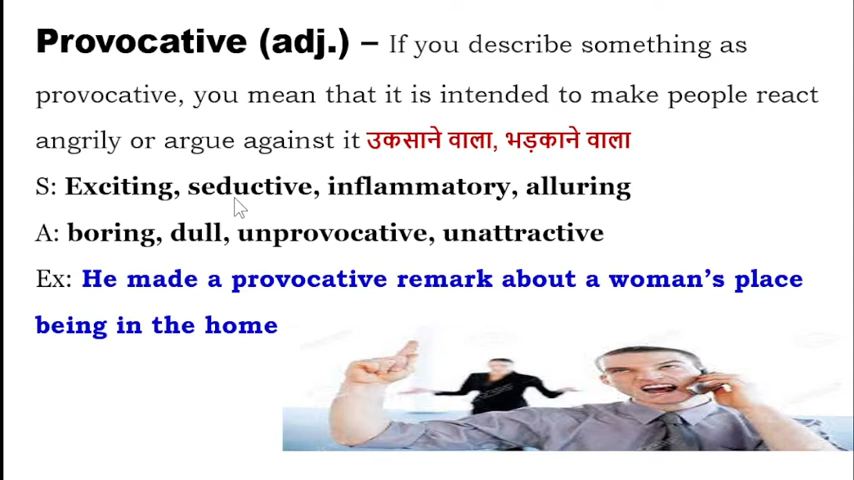 Provocative (adj.) – If you describe something as
provocative, you mean that it is intended to make people react
angrily or argue against it उकसाने वाला, भड़काने वाला
S: Exciting, seductive, inflammatory, alluring
A: boring, dull, unprovocative, unattractive
Ex: He made a provocative remark about a woman’s place
being in the home